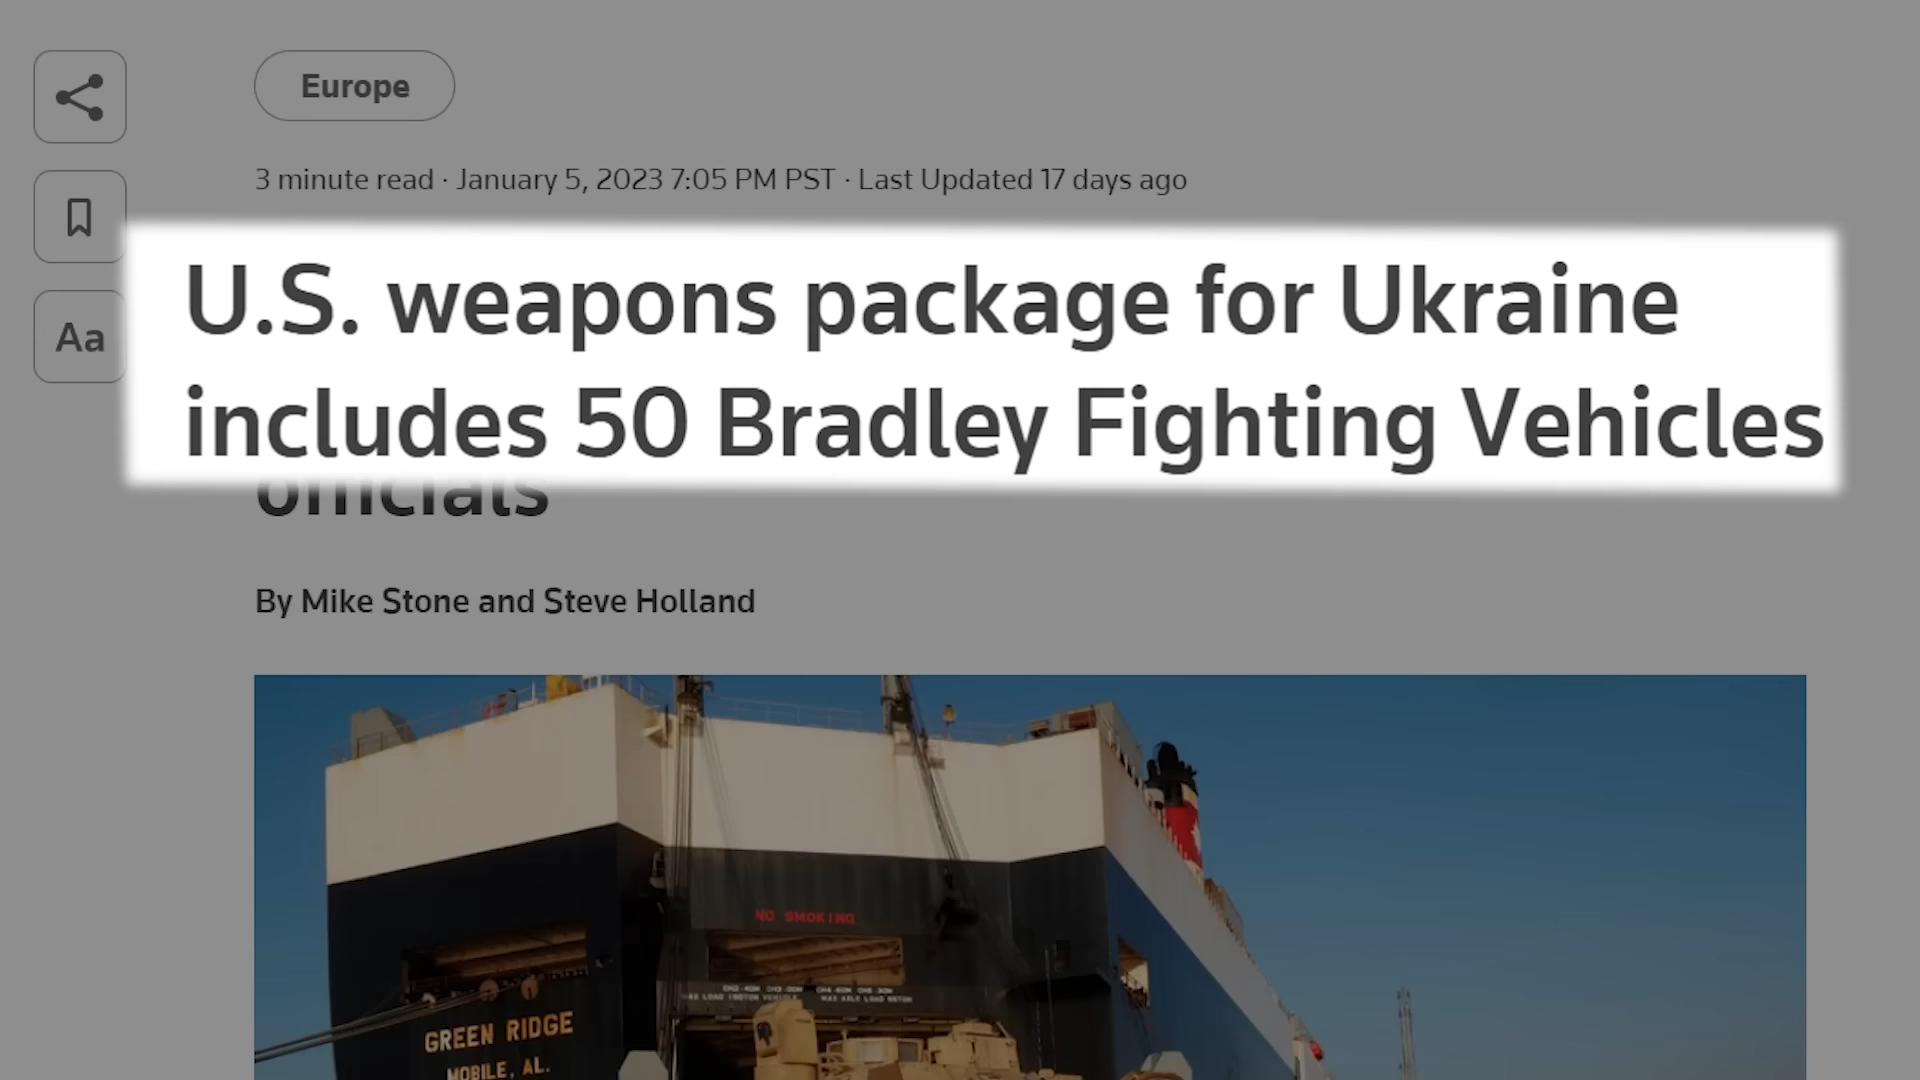 Europe
3 minute read · January 5, 2023 7:05 PM PST · Last Updated 17 days ago
U.S. weapons package for Ukraine
includes 50 Bradley Fighting Vehicles
officials
By Mike Stone and Steve Holland
Aa
NO SMOKING
GREEN RIDGE
MOBILE, AL.